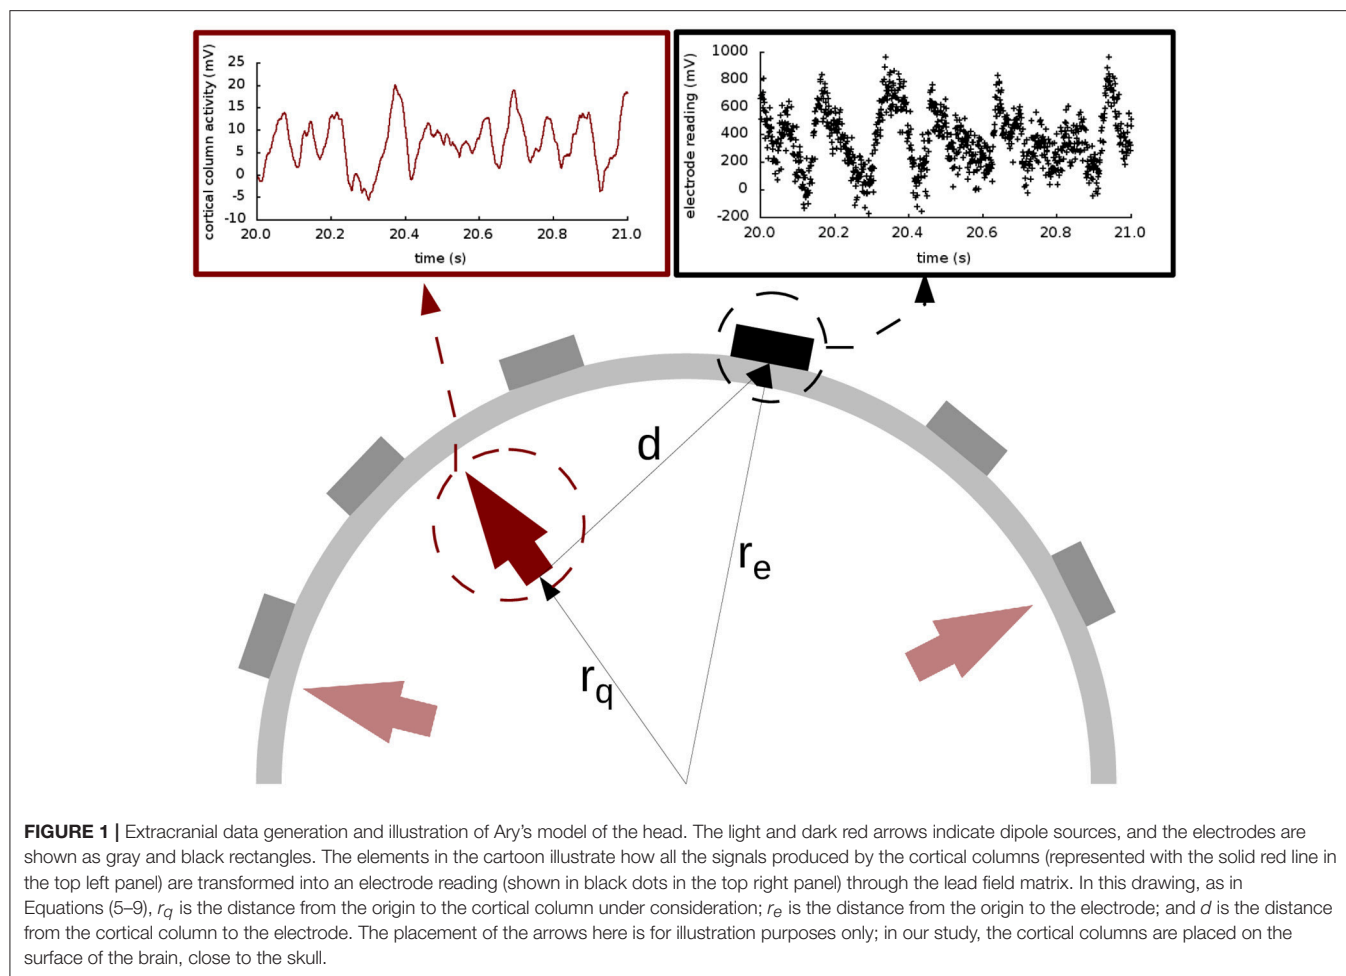 25
20
15
10
5
0
-5
-10
cortical column activity (mV)
20.0 20.2 20.4 20.6 20.8 21.0
time (s)
1000
800
600
400
200
0
-200
electrode reading (mV)
20.0 20.2 20.4 20.6 20.8 21.0
time (s)
d
re
rq
FIGURE 1 | Extracranial data generation and illustration of Ary's model of the head. The light and dark red arrows indicate dipole sources, and the electrodes are
shown as gray and black rectangles. The elements in the cartoon illustrate how all the signals produced by the cortical columns (represented with the solid red line in
the top left panel) are transformed into an electrode reading (shown in black dots in the top right panel) through the lead field matrix. In this drawing, as in
Equations (5–9), rq is the distance from the origin to the cortical column under consideration; re is the distance from the origin to the electrode; and d is the distance
from the cortical column to the electrode. The placement of the arrows here is for illustration purposes only; in our study, the cortical columns are placed on the
surface of the brain, close to the skull.